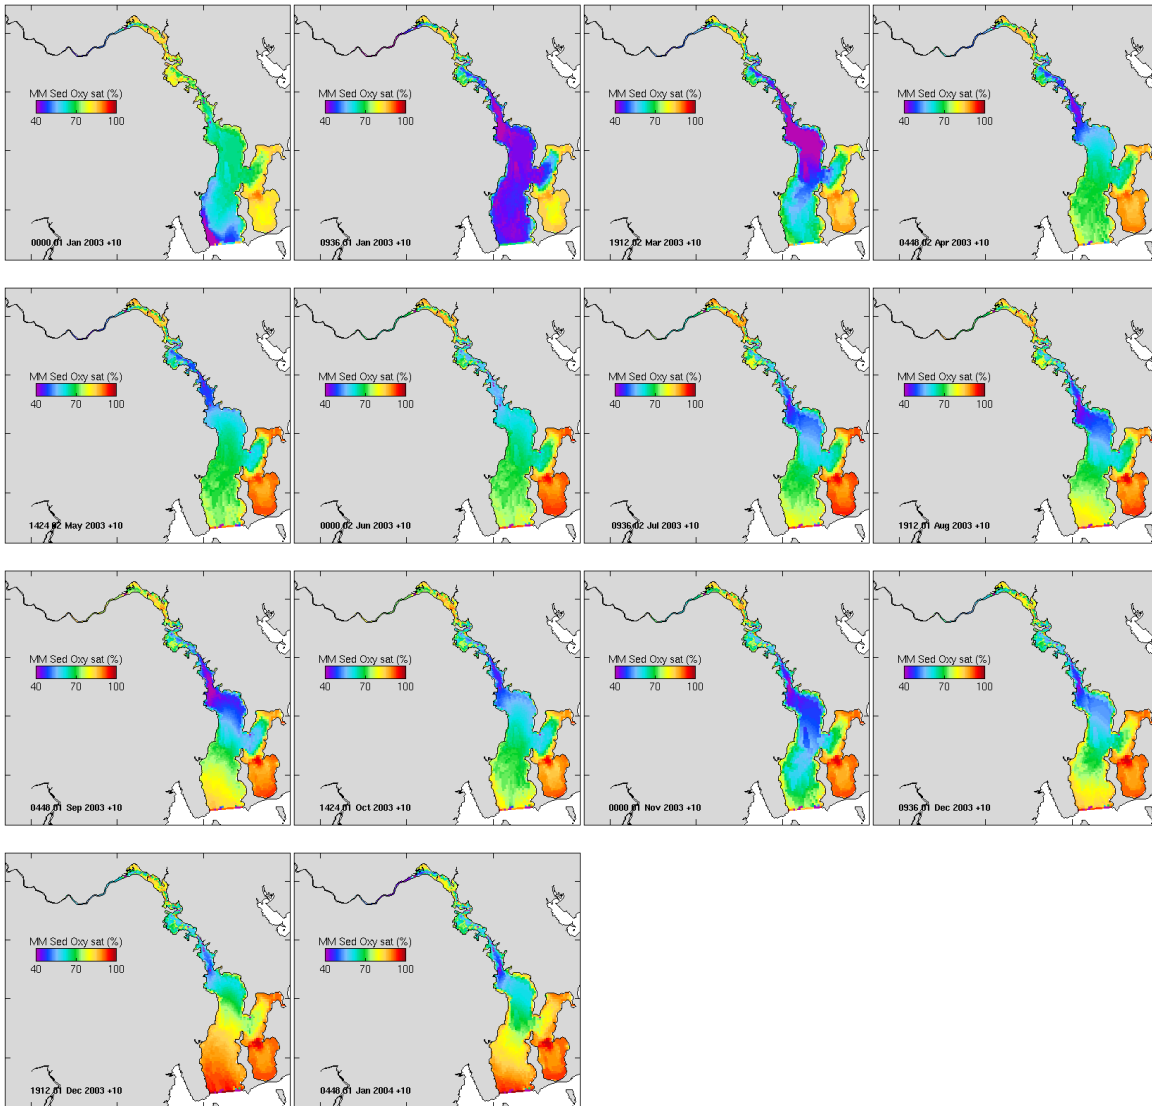 MM Sed Oxy sat (%)
40 70 100
0000 01 Jan 2003 +10
MM Sed Oxy sat (%)
40 70 100
0936 01 Jan 2003 +10
MM Sed Oxy sat (%)
40 70 100
1912 02 Mar 2003 +10
MM Sed Oxy sat (%)
40 70 100
0448 02 Apr 2003 +10
MM Sed Oxy sat (%)
40 70 100
1424 02 May 2003 +10
MM Sed Oxy sat (%)
40 70 100
0000 02 Jun 2003 +10
MM Sed Oxy sat (%)
40 70 100
0936 02 Jul 2003 +10
MM Sed Oxy sat (%)
40 70 100
1912 01 Aug 2003 +10
MM Sed Oxy sat (%)
40 70 100
0448 01 Sep 2003 +10
MM Sed Oxy sat (%)
40 70 100
1424 01 Oct 2003 +10
MM Sed Oxy sat (%)
40 70 100
0000 01 Nov 2003 +10
MM Sed Oxy sat (%)
40 70 100
0936 01 Dec 2003 +10
MM Sed Oxy sat (%)
40 70 100
1912 01 Dec 2003 +10
MM Sed Oxy sat (%)
40 70 100
0448 01 Jan 2004 +10